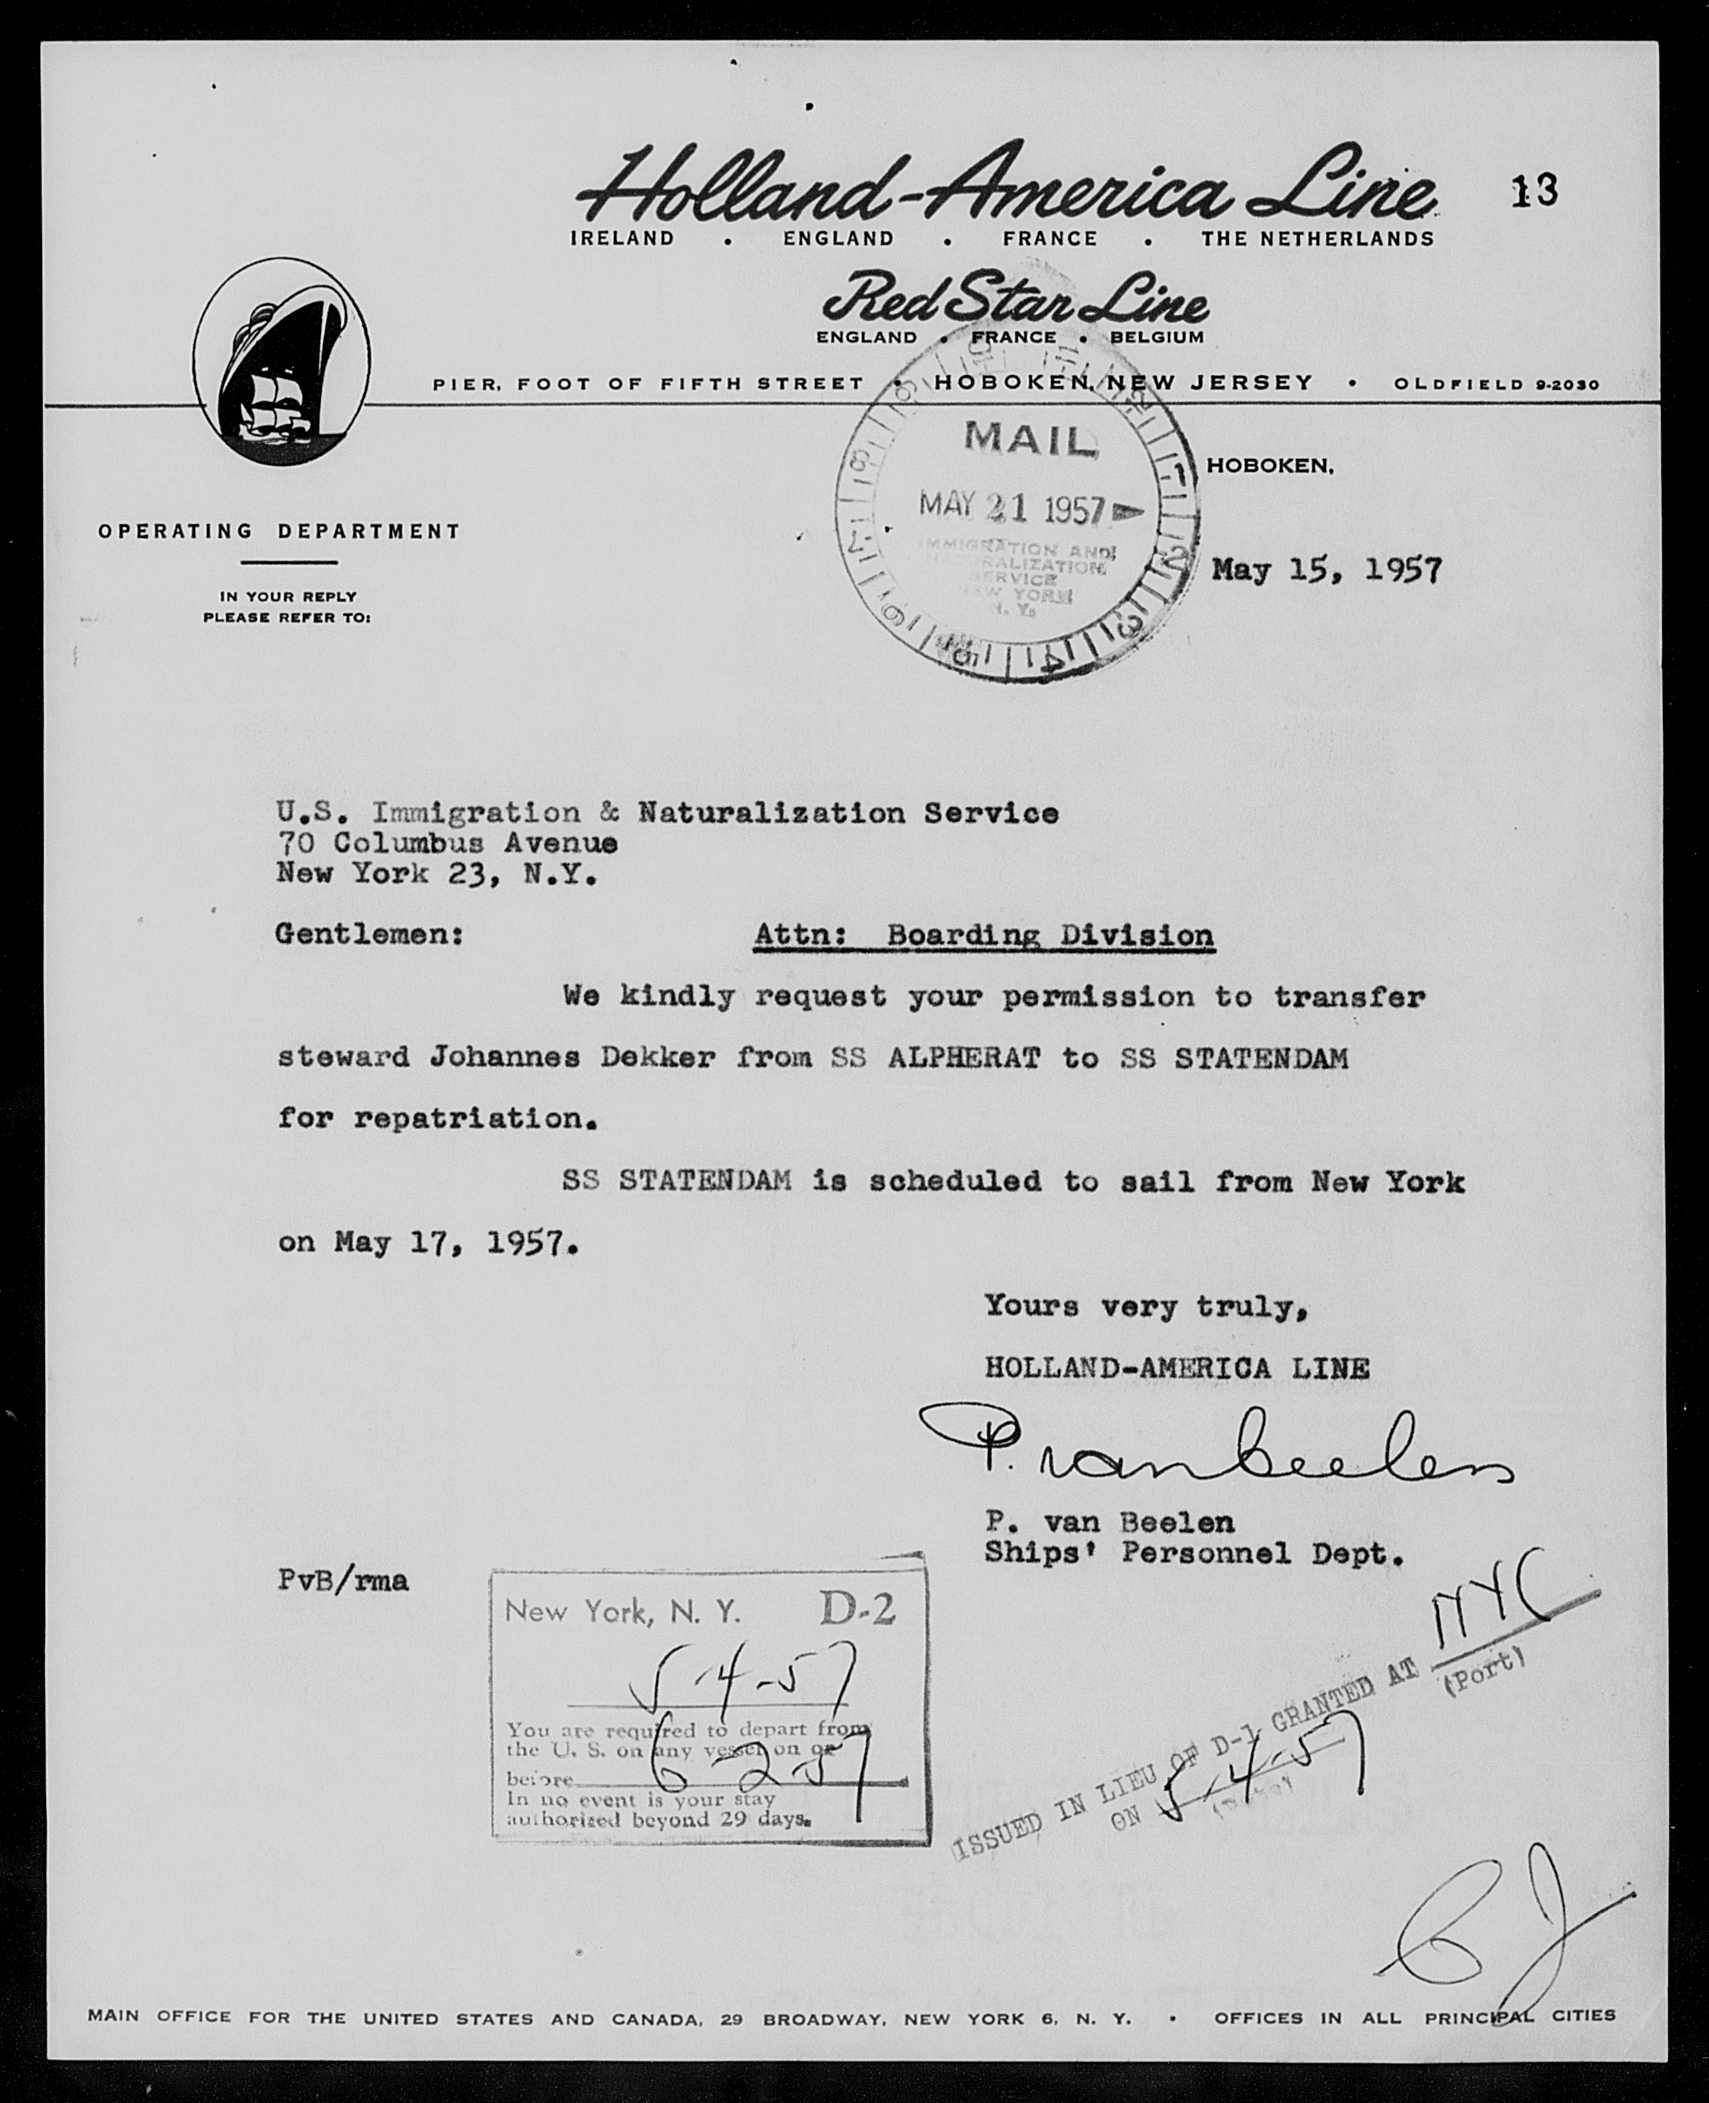 Holland-America Line 13
IRELAND • ENGLAND • FRANCE • THE NETHERLANDS
Red Star Line
ENGLAND • FRANCE • BELGIUM
PIER, FOOT OF FIFTH STREET • HOBOKEN, NEW JERSEY • OLDFIELD 9-2030
MAIL
MAY 21 1957
IMMIGRATION AND
NATURALIZATION
SERVICE
NEW YORK
N. Y.
HOBOKEN,
OPERATING DEPARTMENT
IN YOUR REPLY
PLEASE REFER TO:
May 15, 1957
U.S. Immigration & Naturalization Service
70 Columbus Avenue
New York 23, N.Y.
Gentlemen: Attn: Boarding Division
We kindly request your permission to transfer
steward Johannes Dekker from SS ALPHERAT to SS STATENDAM
for repatriation.
SS STATENDAM is scheduled to sail from New York
on May 17, 1957.
Yours very truly,
HOLLAND-AMERICA LINE
P. van Beelen
P. van Beelen
Ships' Personnel Dept.
PvB/rma
New York, N. Y. D-2
5-4-57
You are required to depart from
the U. S. on any vessel on or
before 6-2-57
In no event is your stay
authorized beyond 29 days.
ISSUED IN LIEU OF D-1 GRANTED AT NYC
(Port)
ON 5-4-57
MAIN OFFICE FOR THE UNITED STATES AND CANADA, 29 BROADWAY, NEW YORK 6, N. Y. • OFFICES IN ALL PRINCIPAL CITIES